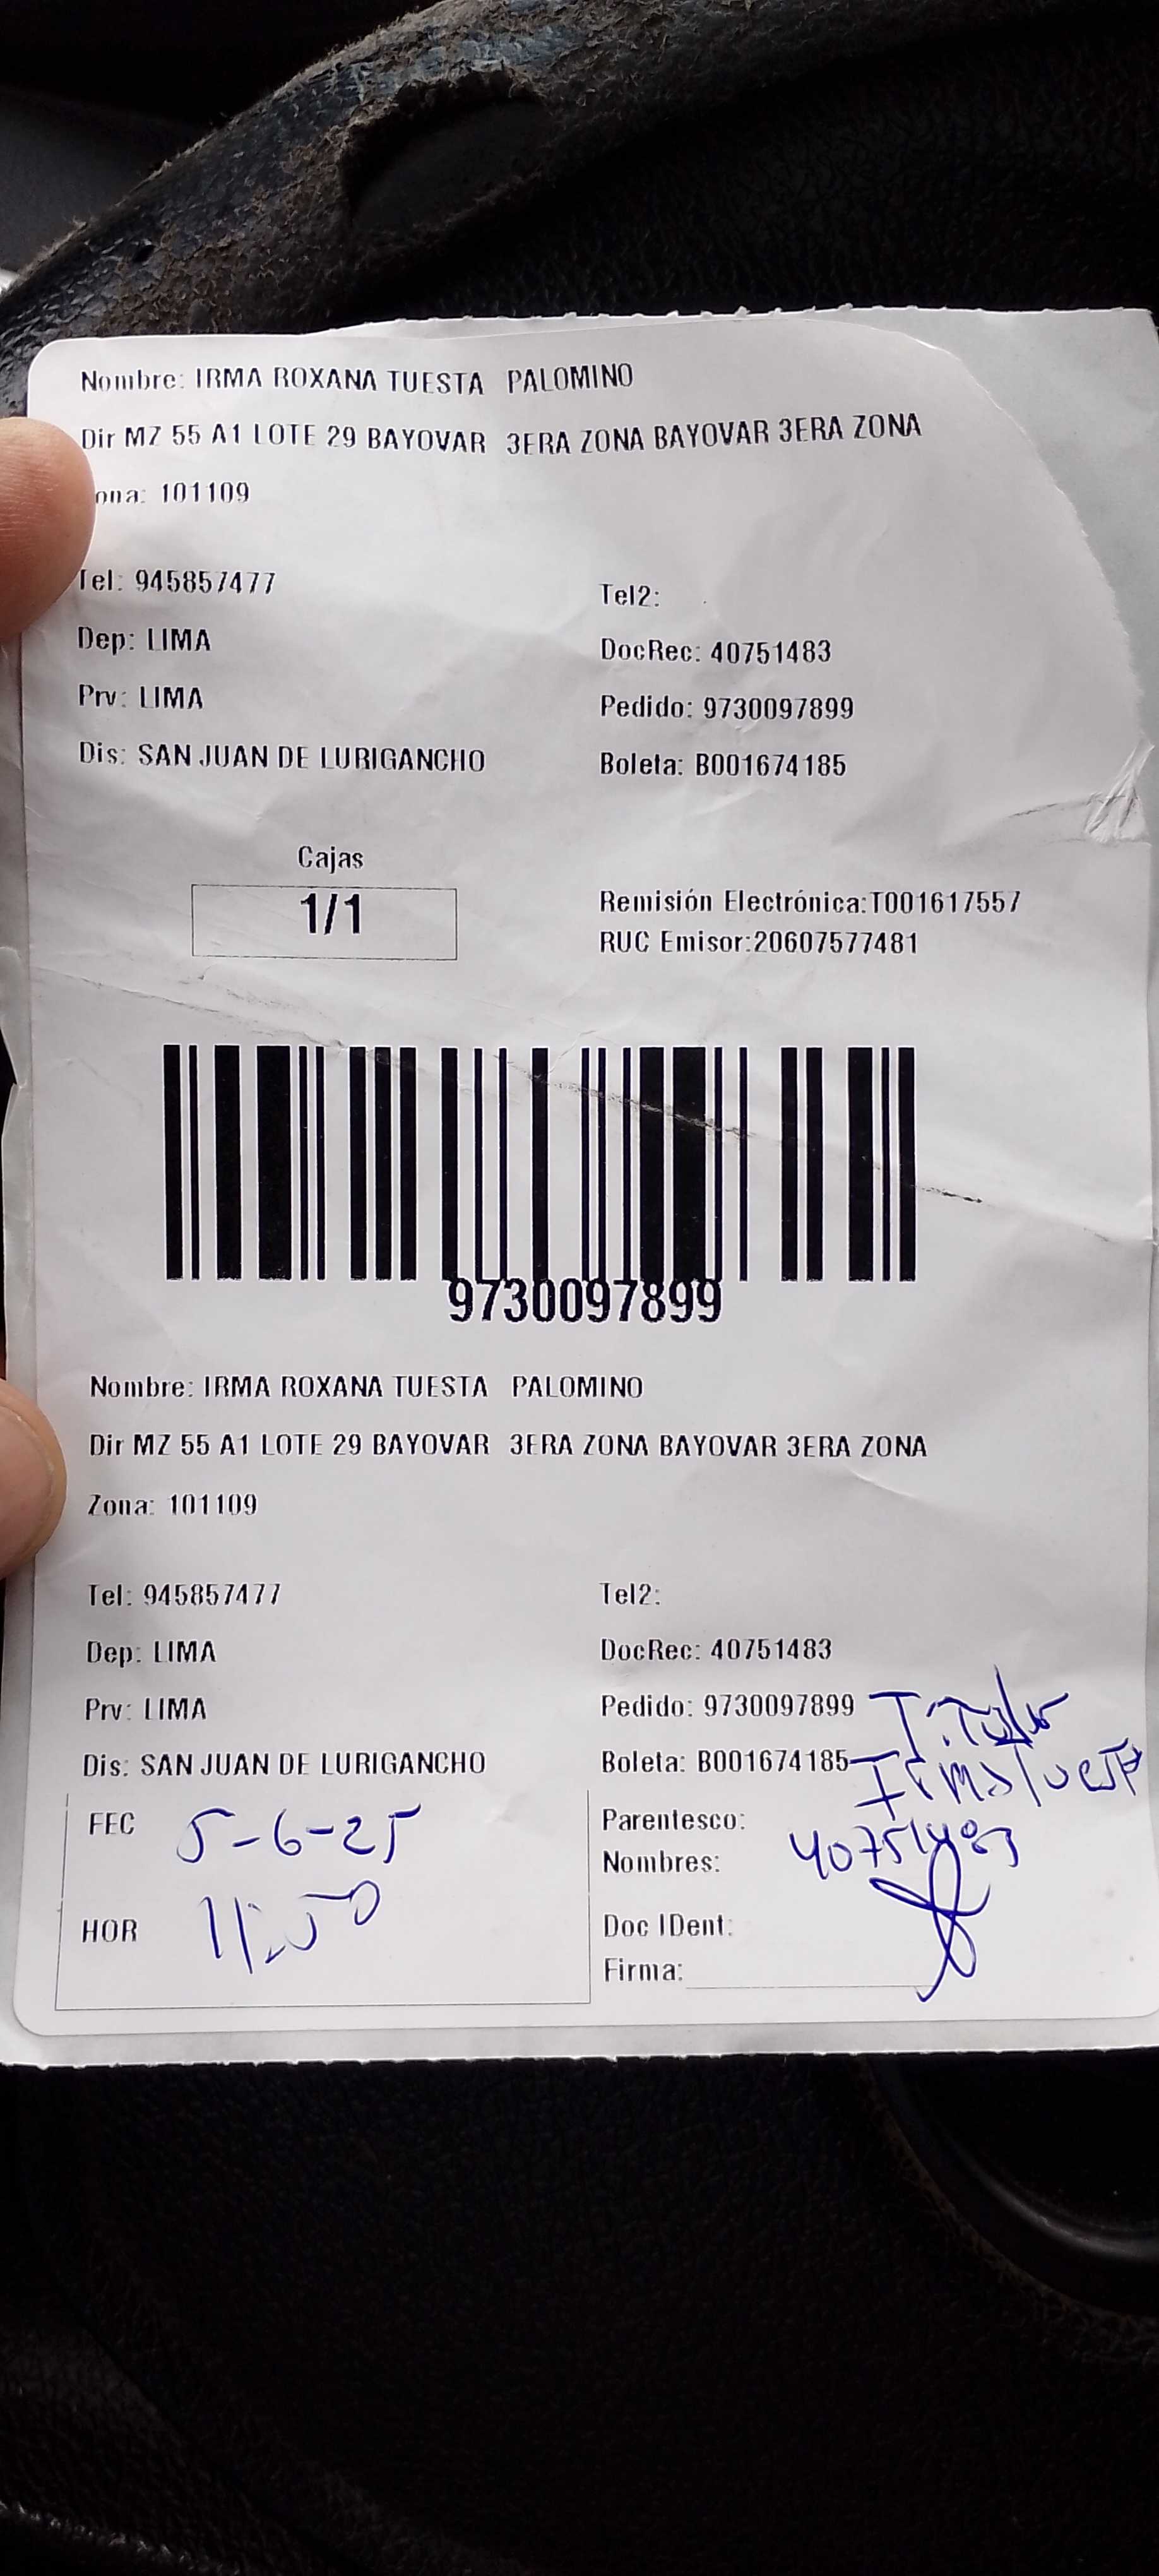 Nombre: IRMA ROXANA TUESTA PALOMINO
Dir MZ 55 A1 LOTE 29 BAYOVAR 3ERA ZONA BAYOVAR 3ERA ZONA
ona: 101109
Tel: 945857477
Tel2:
Dep: LIMA
DocRec: 40751483
Prv: LIMA
Pedido: 9730097899
Dis: SAN JUAN DE LURIGANCHO
Boleta: B001674185
Cajas
1/1
Remisión Electrónica:T001617557
RUC Emisor:20607577481
9730097899
Nombre: IRMA ROXANA TUESTA PALOMINO
Dir MZ 55 A1 LOTE 29 BAYOVAR 3ERA ZONA BAYOVAR 3ERA ZONA
Zona: 101109
Tel: 945857477
Tel2:
Dep: LIMA
DocRec: 40751483
Prv: LIMA
Pedido: 9730097899 Titular
Dis: SAN JUAN DE LURIGANCHO
Boleta: B001674185 Irma Tuesta
FEC 5-6-25
Parentesco:
Nombres: 40751483
HOR 11:50
Doc IDent:
Firma: